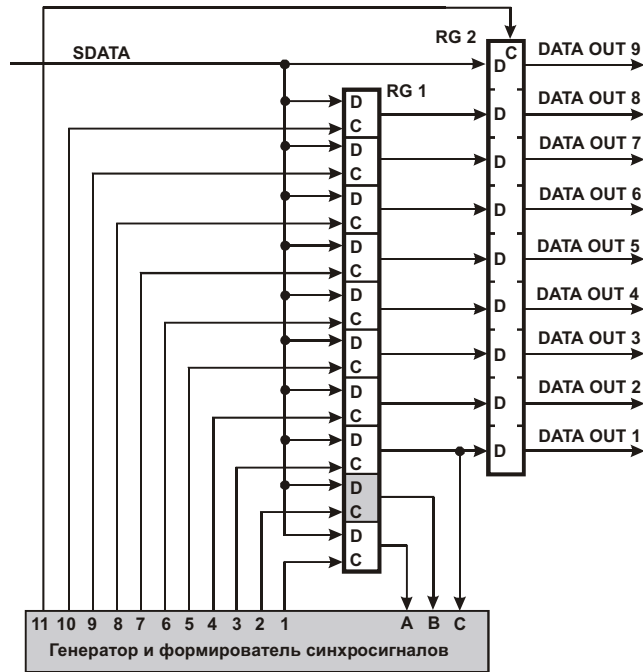 RG 2
C
DATA OUT 9
SDATA
D
RG 1
D
DATA OUT 8
C
D
DATA OUT 7
D
C
D
DATA OUT 6
D
C
D
DATA OUT 5
D
C
D
DATA OUT 4
D
C
D
DATA OUT 3
D
C
D
DATA OUT 2
D
C
D
DATA OUT 1
D
C
D
D
C
D
C
11 10 9 8 7 6 5 4 3 2 1 A B C
Генератор и формирователь синхросигналов